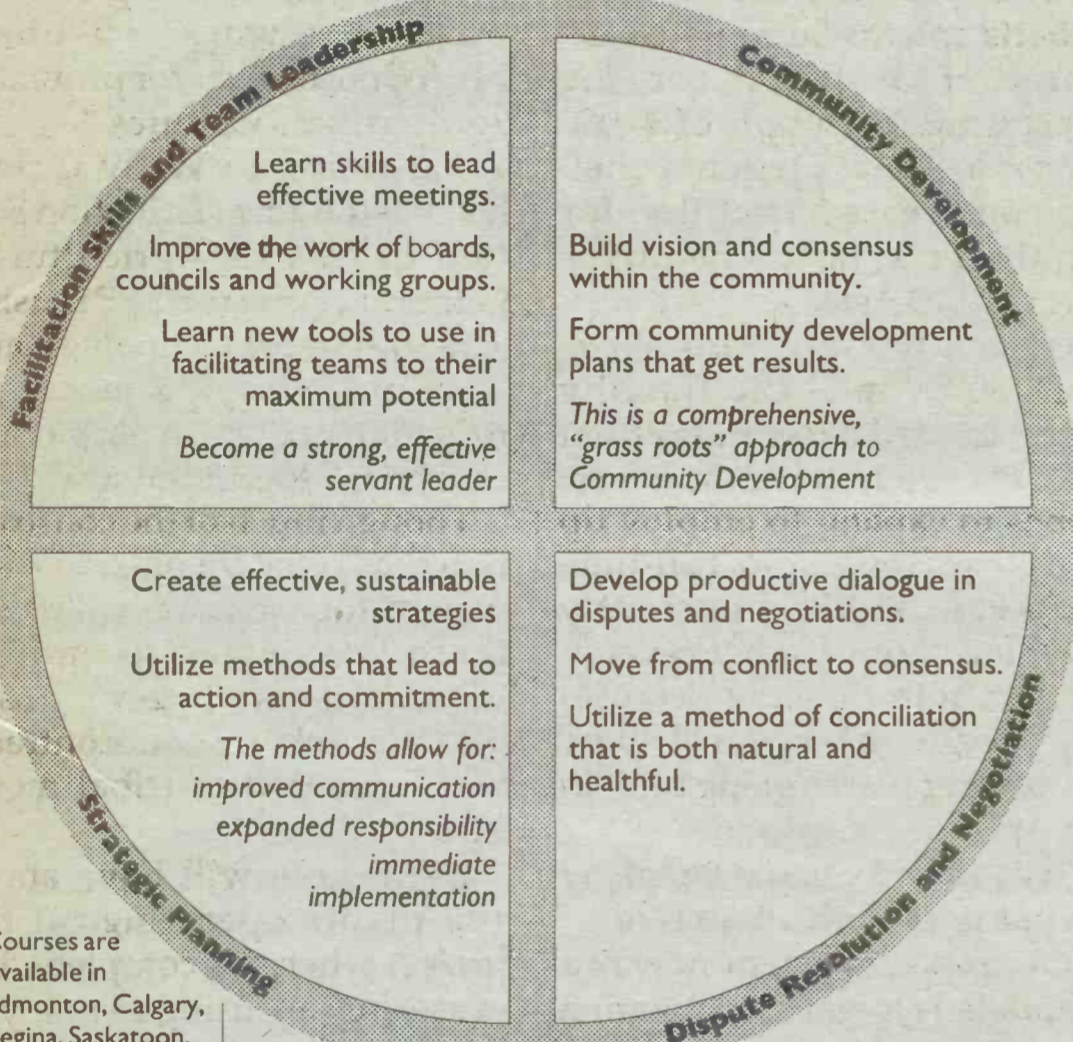 Facilitation Skills and Team Leadership
Learn skills to lead
effective meetings.
Improve the work of boards,
councils and working groups.
Learn new tools to use in
facilitating teams to their
maximum potential
Become a strong, effective
servant leader
Community Development
Build vision and consensus
within the community.
Form community development
plans that get results.
This is a comprehensive,
"grass roots" approach to
Community Development
Strategic Planning
Create effective, sustainable
strategies
Utilize methods that lead to
action and commitment.
The methods allow for:
improved communication
expanded responsibility
immediate
implementation
Dispute Resolution and Negotiation
Develop productive dialogue in
disputes and negotiations.
Move from conflict to consensus.
Utilize a method of conciliation
that is both natural and
healthful.
Courses are
available in
Edmonton, Calgary,
Regina, Saskatoon,